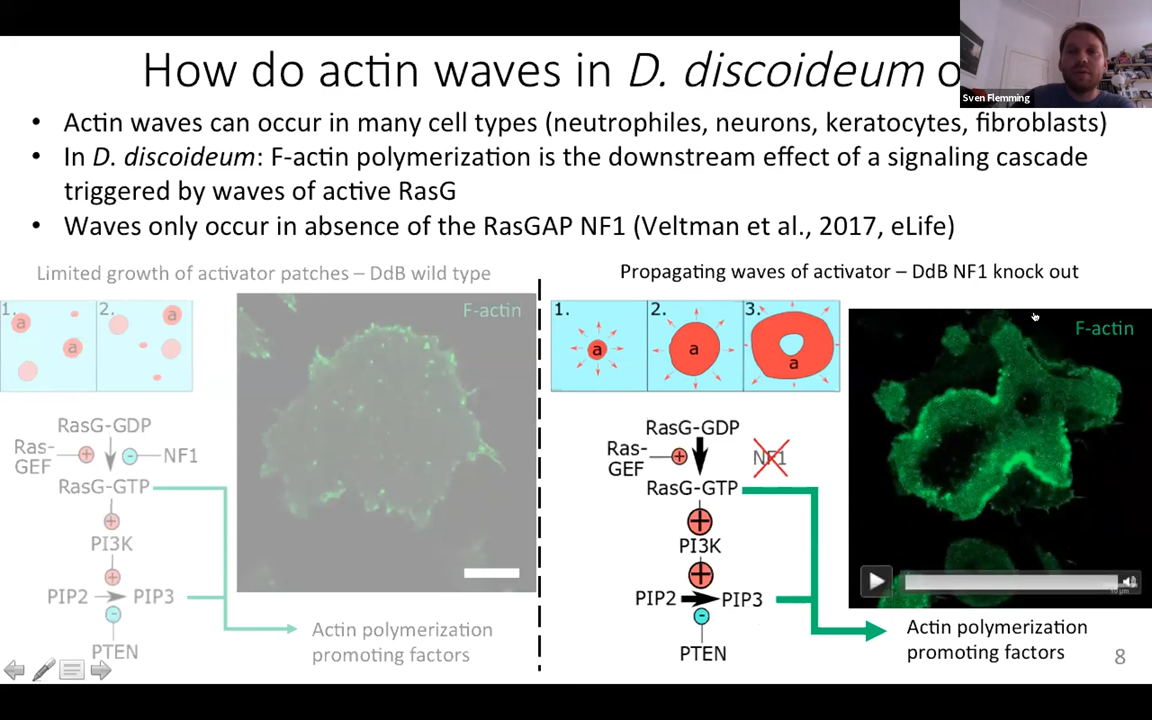 How do actin waves in D. discoideum o
Sven Flemming
• Actin waves can occur in many cell types (neutrophiles, neurons, keratocytes, fibroblasts)
• In D. discoideum: F-actin polymerization is the downstream effect of a signaling cascade
triggered by waves of active RasG
• Waves only occur in absence of the RasGAP NF1 (Veltman et al., 2017, eLife)
Limited growth of activator patches – DdB wild type
1.
2.
a
a
a
F-actin
RasG-GDP
Ras-
GEF
+
-
NF1
RasG-GTP
+
PI3K
+
PIP2
PIP3
-
PTEN
Actin polymerization
promoting factors
Propagating waves of activator – DdB NF1 knock out
1.
2.
3.
a
a
a
F-actin
RasG-GDP
Ras-
GEF
+
NF1
RasG-GTP
+
PI3K
+
PIP2
PIP3
-
PTEN
10 µm
Actin polymerization
promoting factors
8